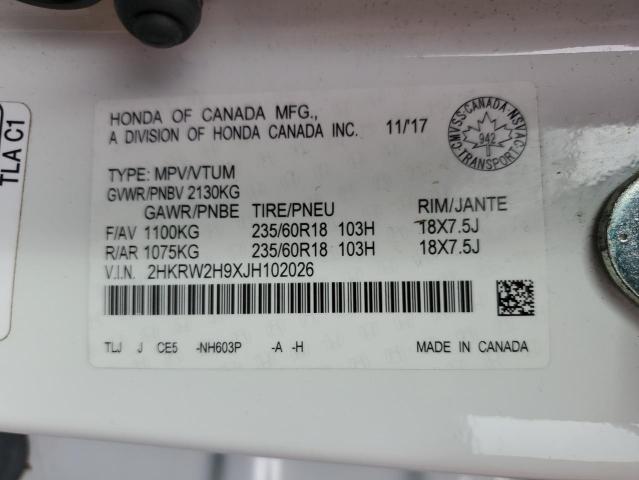 TLA C1
HONDA OF CANADA MFG.,
A DIVISION OF HONDA CANADA INC. 11/'17
CMVSS-CANADA-NSVAC
942
TRANSPORT
TYPE: MPV/VTUM
GVWR/PNBV 2130KG
GAWR/PNBE TIRE/PNEU RIM/JANTE
F/AV 1100KG 235/60R18 103H 18X7.5J
R/AR 1075KG 235/60R18 103H 18X7.5J
V.I.N. 2HKRW2H9XJH102026
TLJ J CE5 -NH603P -A -H MADE IN CANADA